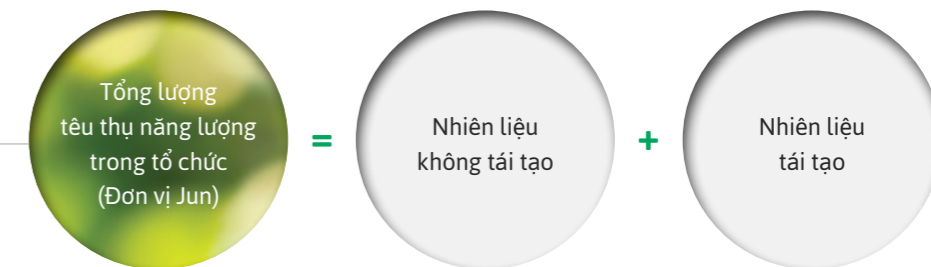 Tổng lượng
têu thụ năng lượng
trong tổ chức
(Đơn vị Jun)
=
Nhiên liệu
không tái tạo
+
Nhiên liệu
tái tạo